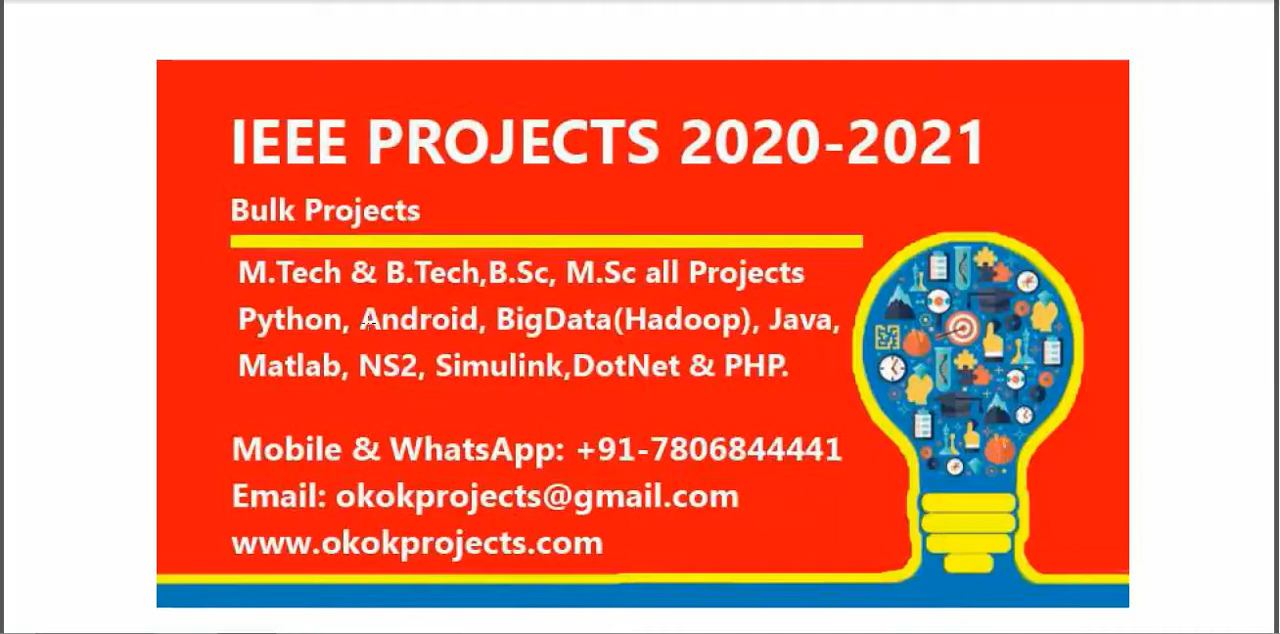 IEEE PROJECTS 2020-2021
Bulk Projects
M.Tech & B.Tech,B.Sc, M.Sc all Projects
Python, Android, BigData(Hadoop), Java,
Matlab, NS2, Simulink,DotNet & PHP.
Mobile & WhatsApp: +91-7806844441
Email: okokprojects@gmail.com
www.okokprojects.com